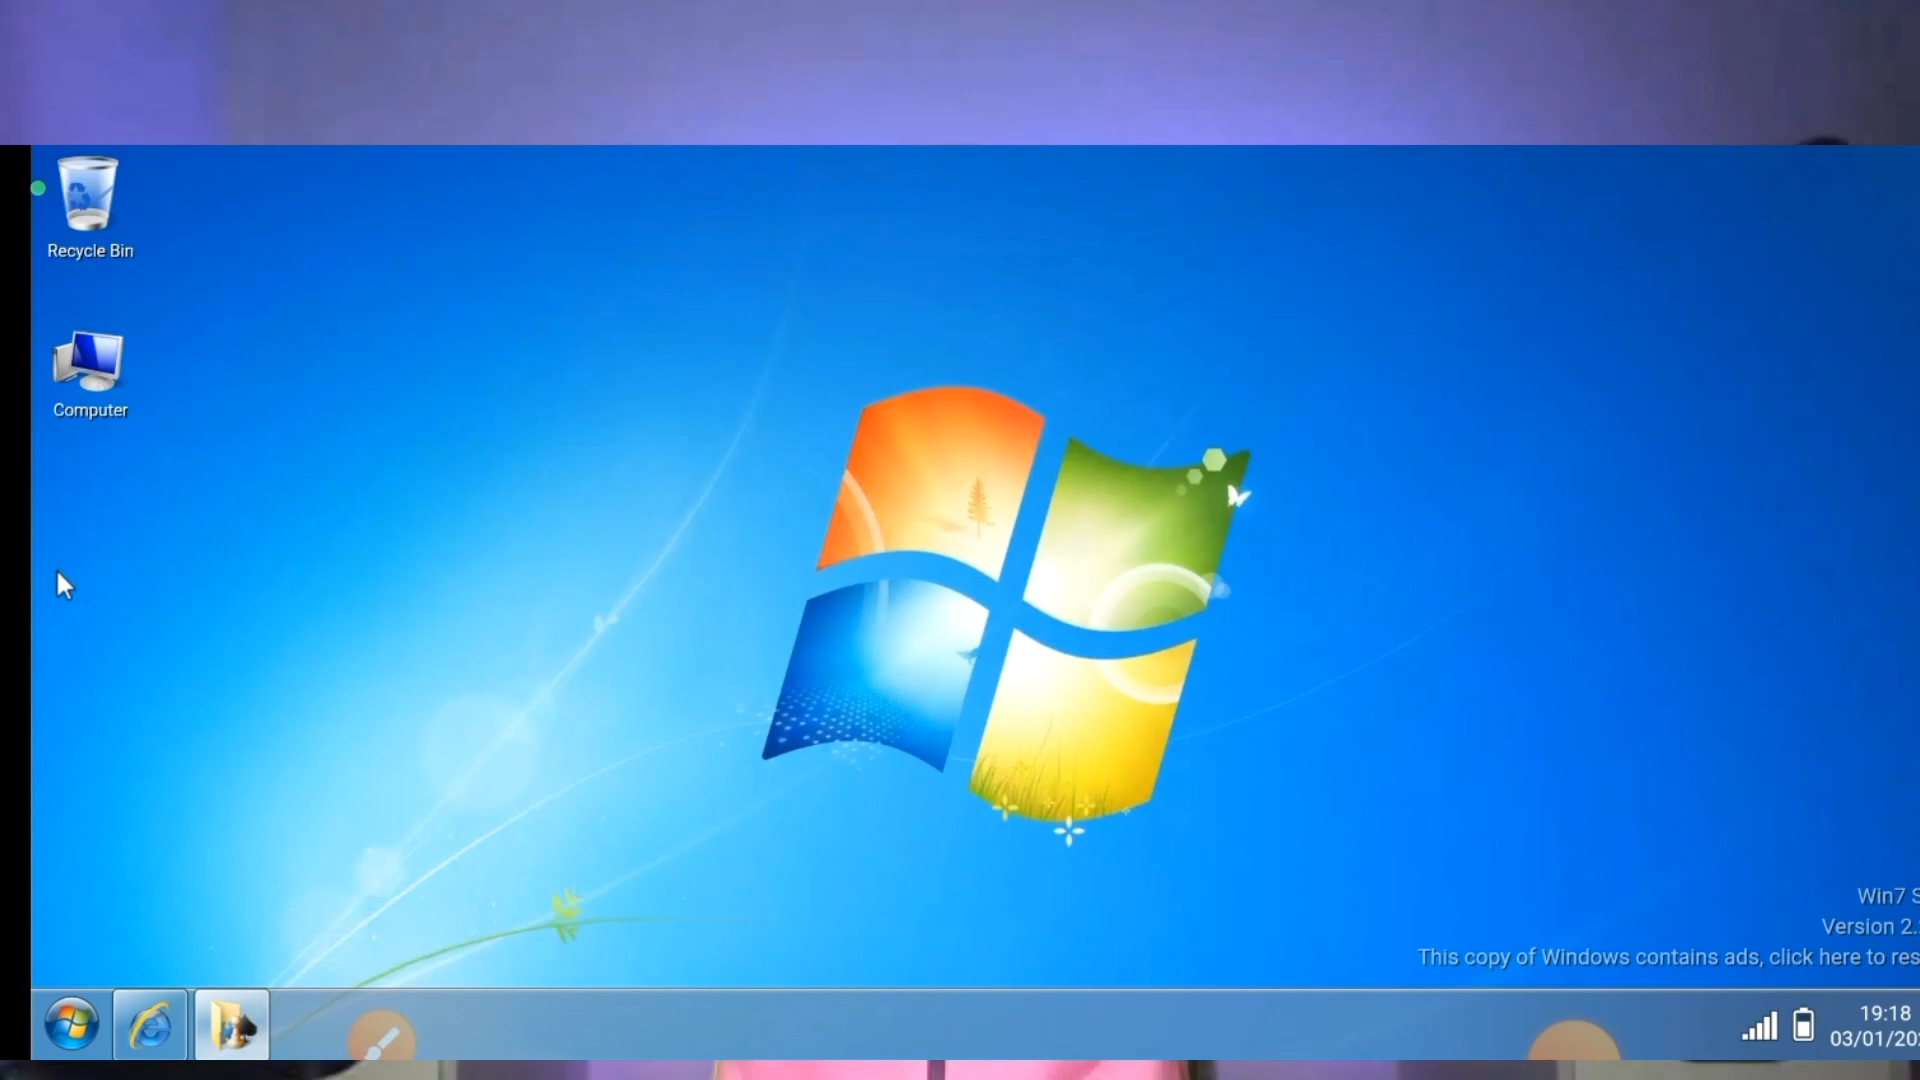 Recycle Bin
Computer
Win7 S
Version 2.
This copy of Windows contains ads, click here to res
19:18
03/01/20